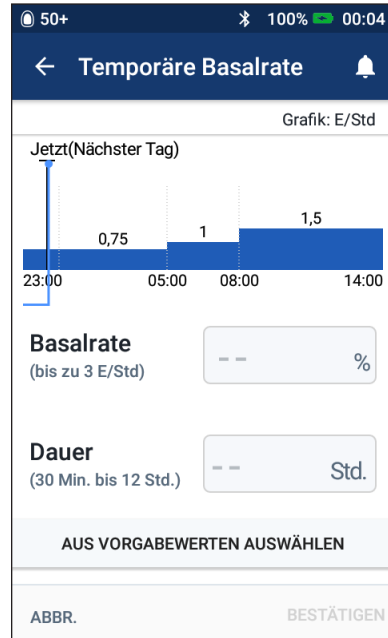 50+ 100% 00:04
Temporäre Basalrate
Grafik: E/Std
Jetzt(Nächster Tag)
0,75 1 1,5
23:00 05:00 08:00 14:00
Basalrate
(bis zu 3 E/Std)
-- %
Dauer
(30 Min. bis 12 Std.)
-- Std.
AUS VORGABEWERTEN AUSWÄHLEN
ABBR. BESTÄTIGEN